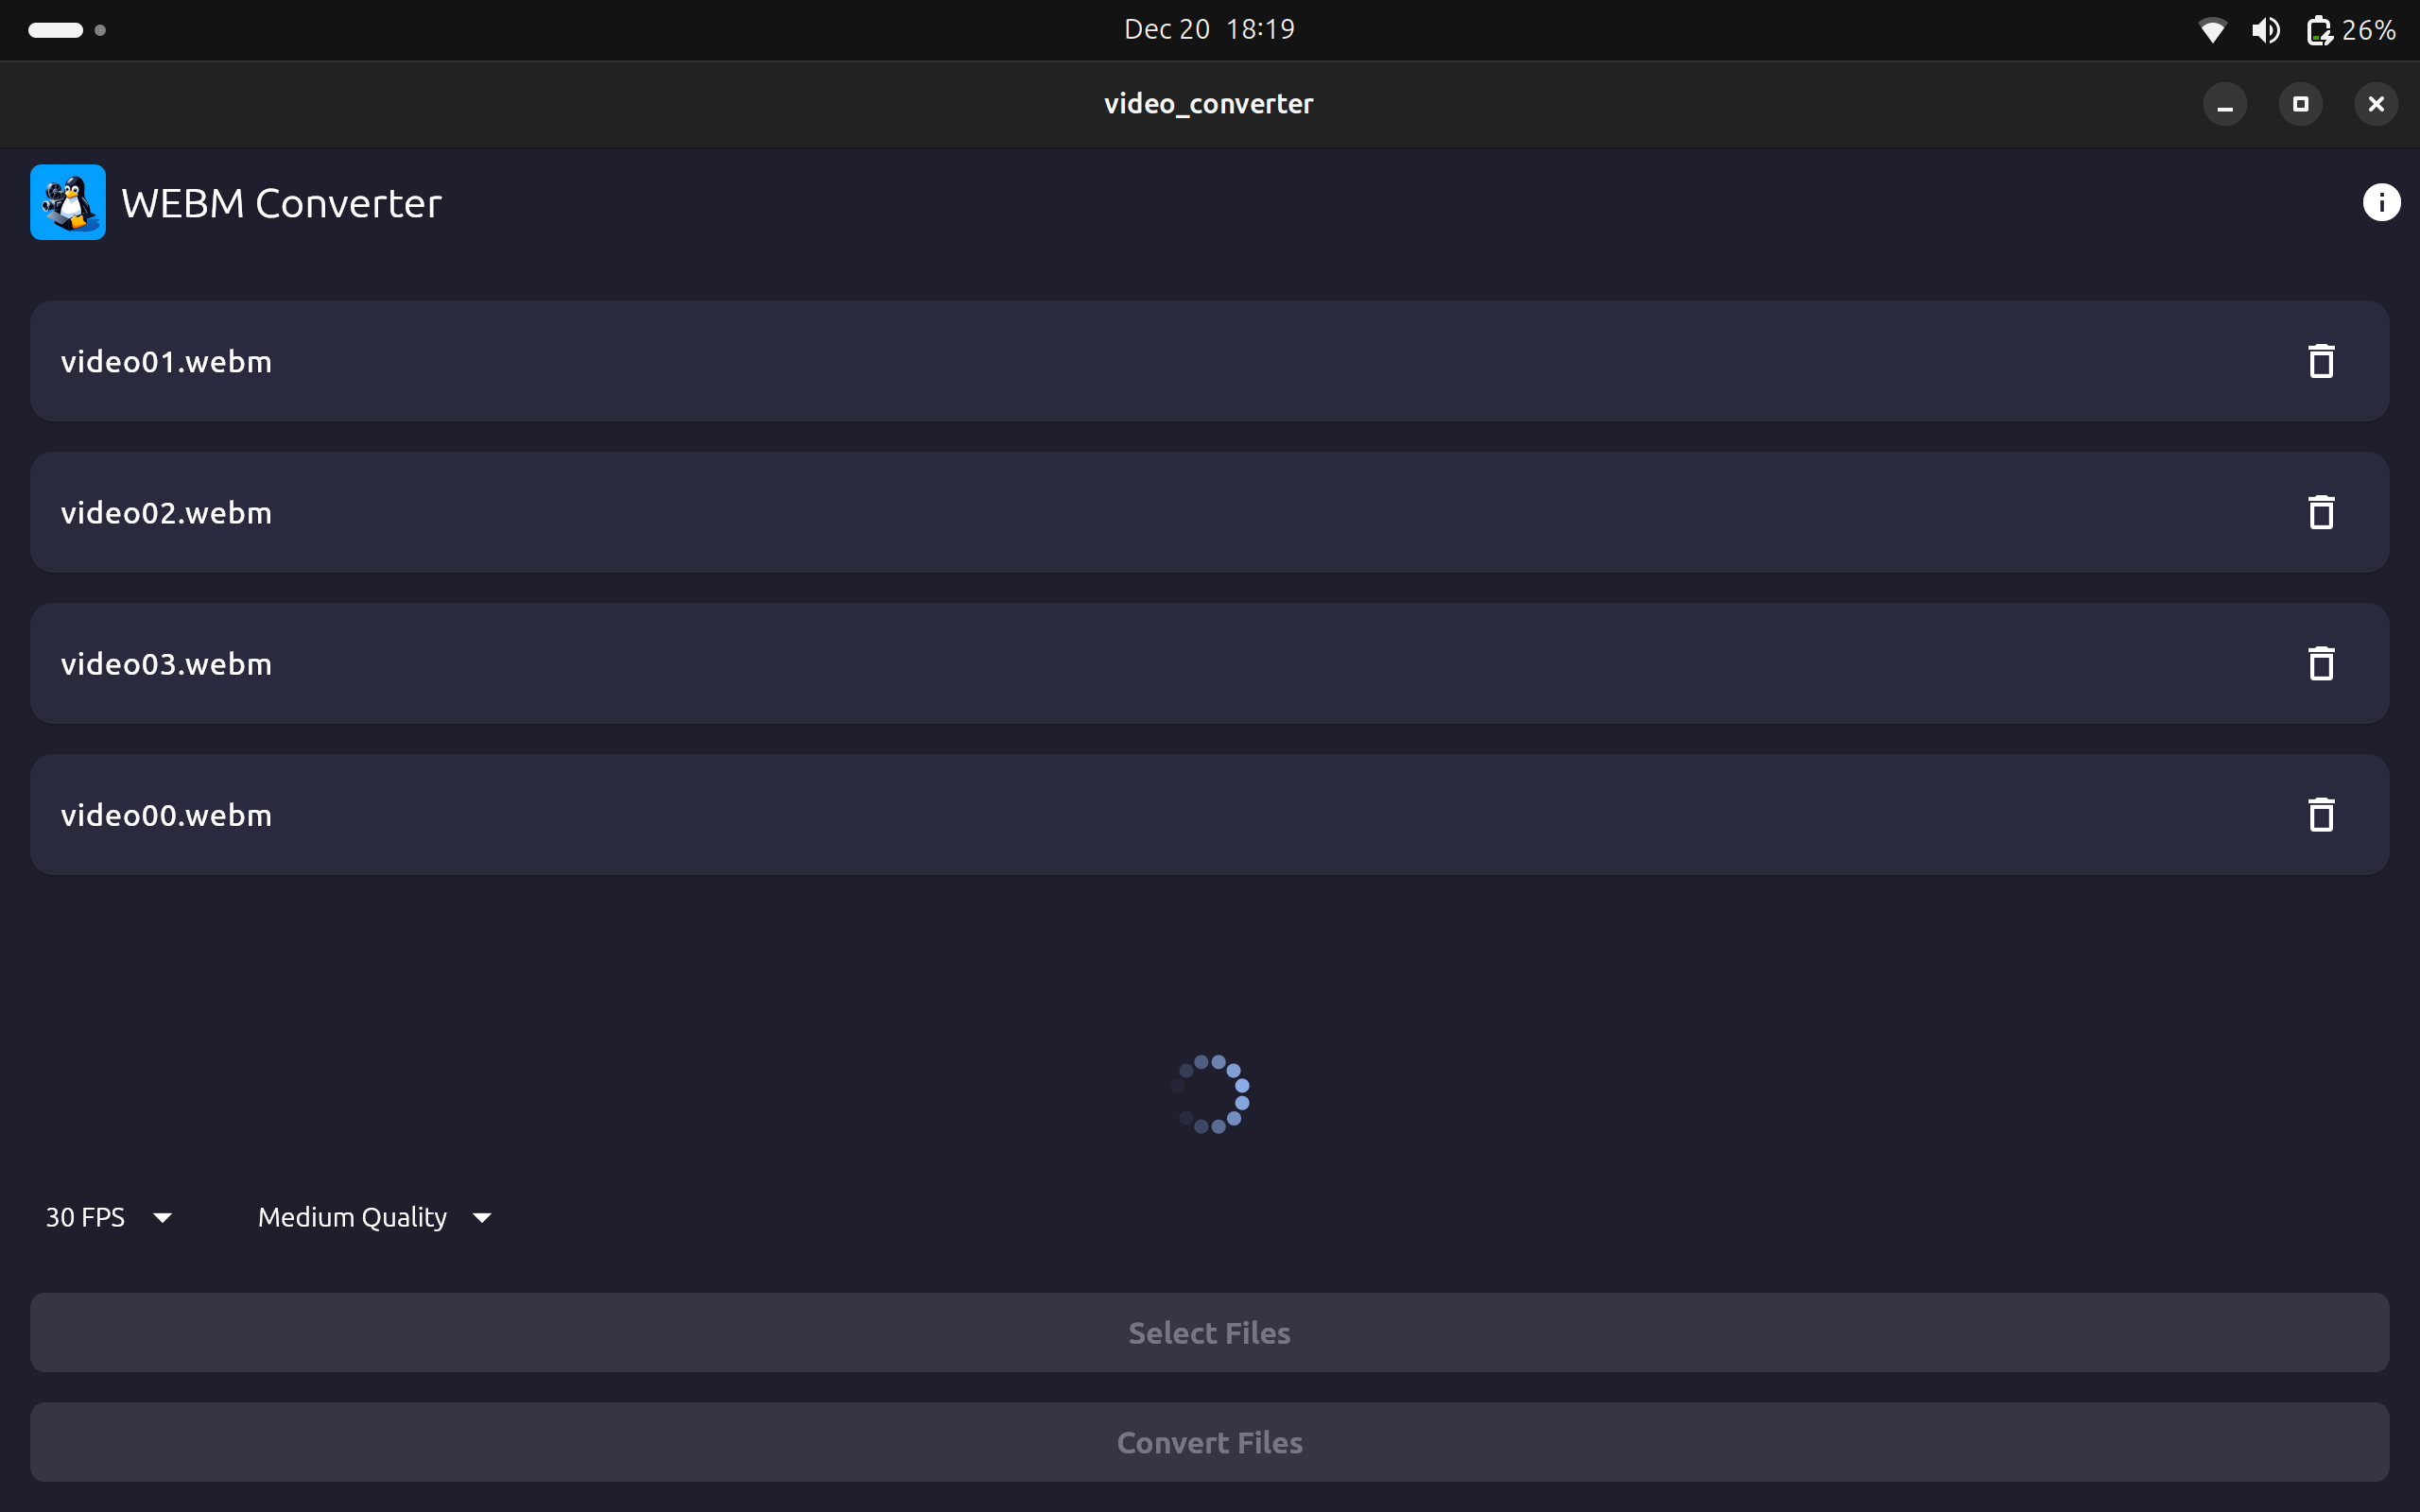 Dec 20 18:19
26%
video_converter
WEBM Converter
video01.webm
video02.webm
video03.webm
video00.webm
30 FPS
Medium Quality
Select Files
Convert Files